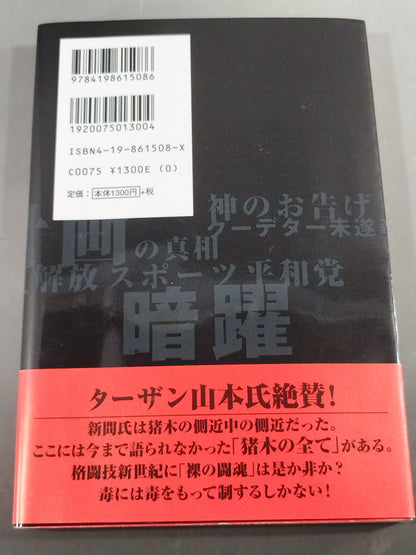 9784198615086
1920075013004
ISBN4-19-861508-X
C0075 ¥1300E (0)
定価：本体1300円+税
神のお告げ
クーデター未遂
画の真相
解放スポーツ平和党
暗躍
ターザン山本氏絶賛！
新間氏は猪木の側近中の側近だった。
ここには今まで語られなかった「猪木の全て」がある。
格闘技新世紀に「裸の闘魂」は是か非か？
毒には毒をもって制するしかない！